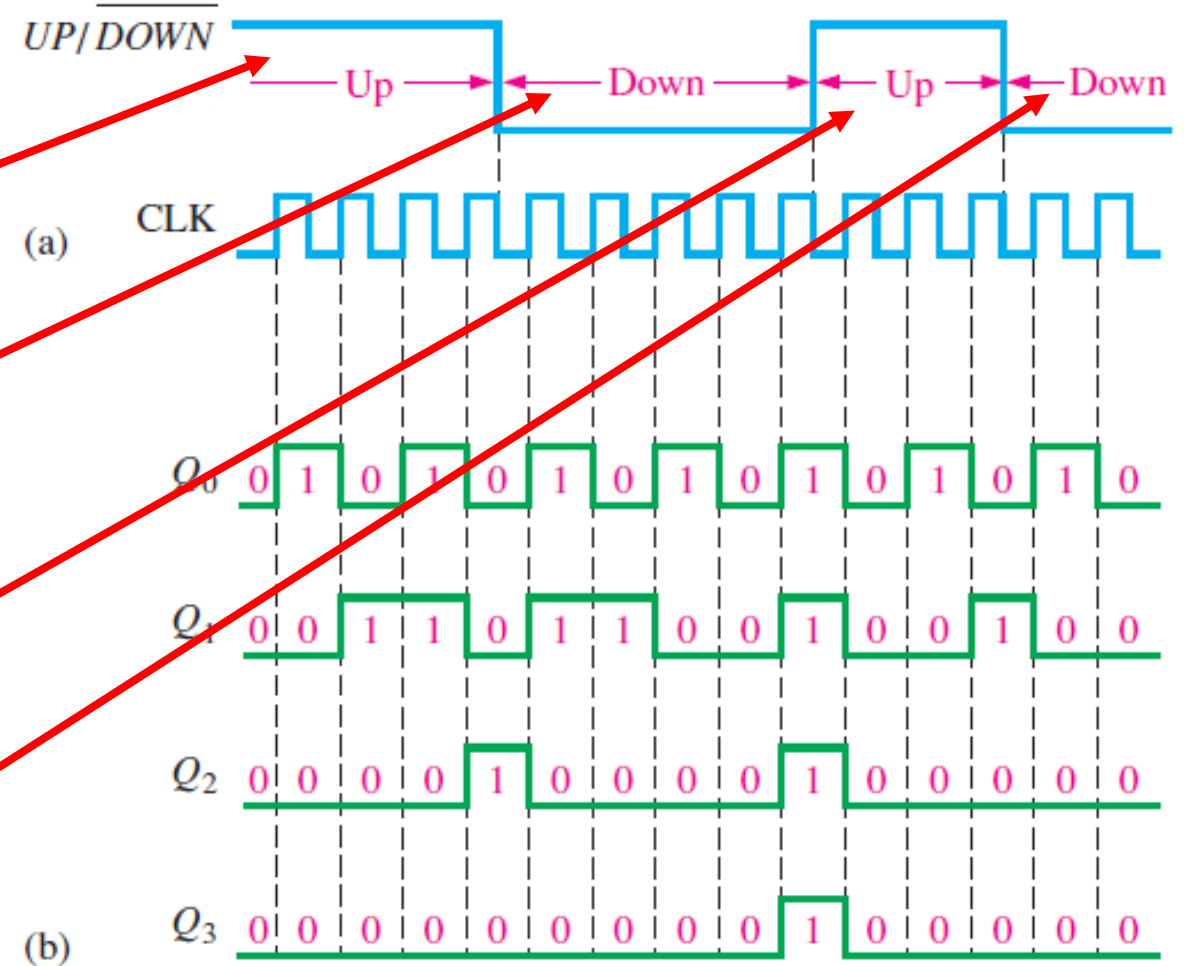 UP/DOWN
Up Down Up Down
CLK
(a)
Q0 0 1 0 1 0 1 0 1 0 1 0 1 0 1 0
Q1 0 0 1 1 0 1 1 0 0 1 0 0 1 0 0
Q2 0 0 0 0 1 0 0 0 0 1 0 0 0 0 0
Q3 0 0 0 0 0 0 0 0 0 1 0 0 0 0 0
(b)